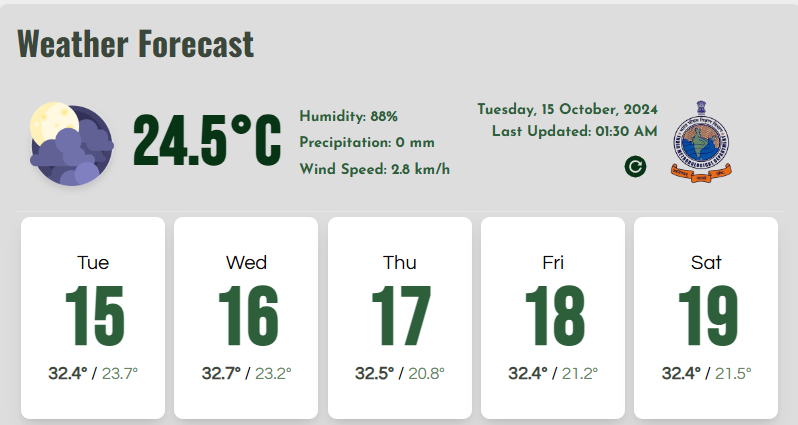 Weather Forecast
24.5°C
Humidity: 88%
Precipitation: 0 mm
Wind Speed: 2.8 km/h
Tuesday, 15 October, 2024
Last Updated: 01:30 AM
Tue
15
32.4° / 23.7°
Wed
16
32.7° / 23.2°
Thu
17
32.5° / 20.8°
Fri
18
32.4° / 21.2°
Sat
19
32.4° / 21.5°